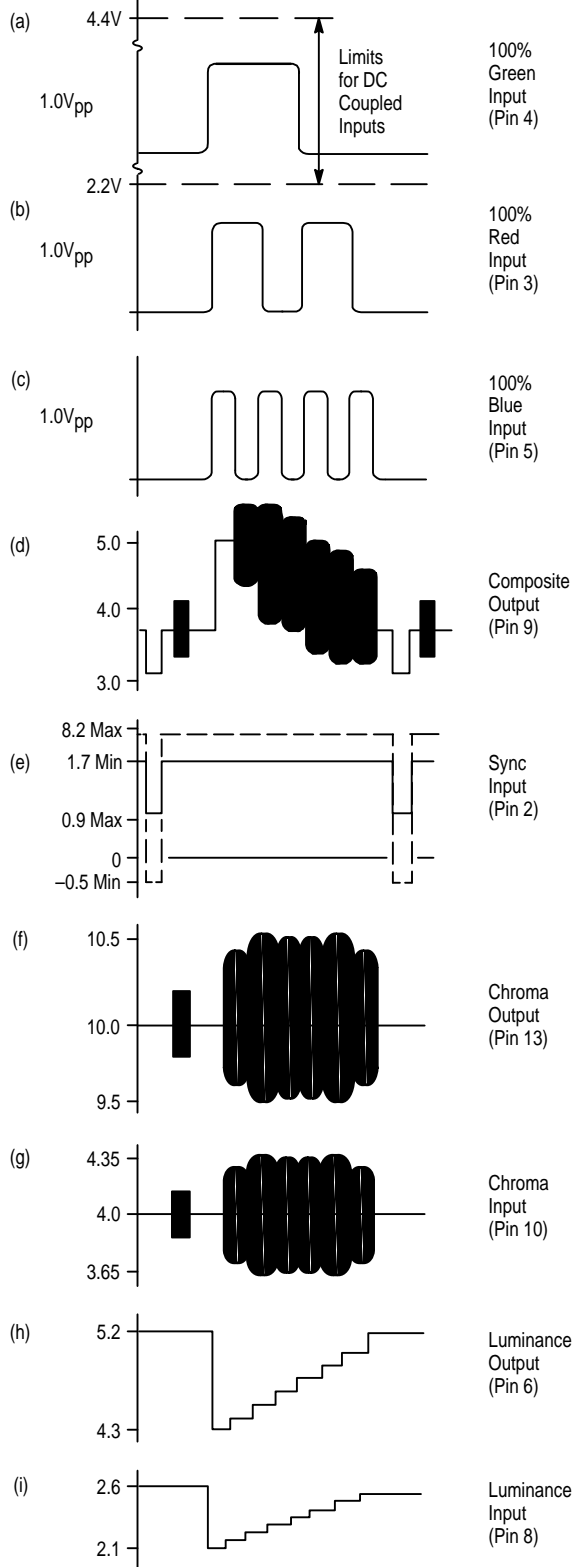 (a)
4.4V
1.0Vpp
Limits
for DC
Coupled
Inputs
100%
Green
Input
(Pin 4)
2.2V
(b)
1.0Vpp
100%
Red
Input
(Pin 3)
(c)
1.0Vpp
100%
Blue
Input
(Pin 5)
(d)
5.0
4.0
3.0
Composite
Output
(Pin 9)
(e)
8.2 Max
1.7 Min
0.9 Max
0
–0.5 Min
Sync
Input
(Pin 2)
(f)
10.5
10.0
9.5
Chroma
Output
(Pin 13)
(g)
4.35
4.0
3.65
Chroma
Input
(Pin 10)
(h)
5.2
4.3
Luminance
Output
(Pin 6)
(i)
2.6
2.1
Luminance
Input
(Pin 8)